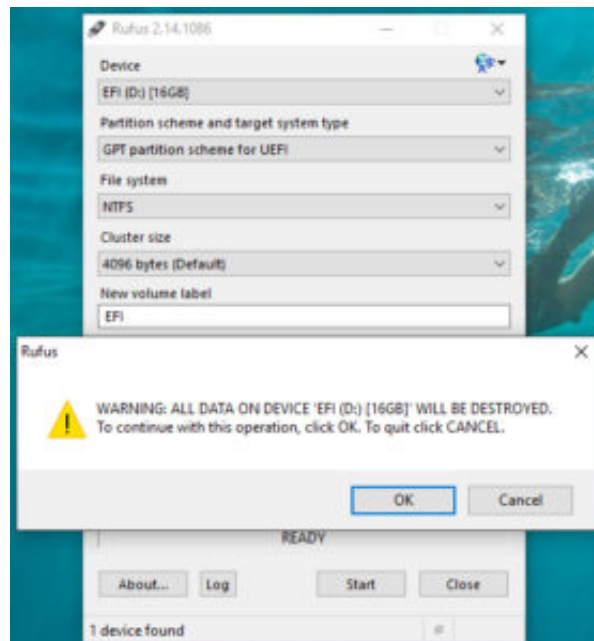 Rufus 2.14.1086
Device
EFI (D:) [16GB]
Partition scheme and target system type
GPT partition scheme for UEFI
File system
NTFS
Cluster size
4096 bytes (Default)
New volume label
EFI
Rufus
WARNING: ALL DATA ON DEVICE 'EFI (D:) [16GB]' WILL BE DESTROYED.
To continue with this operation, click OK. To quit click CANCEL.
OK Cancel
READY
About... Log Start Close
1 device found